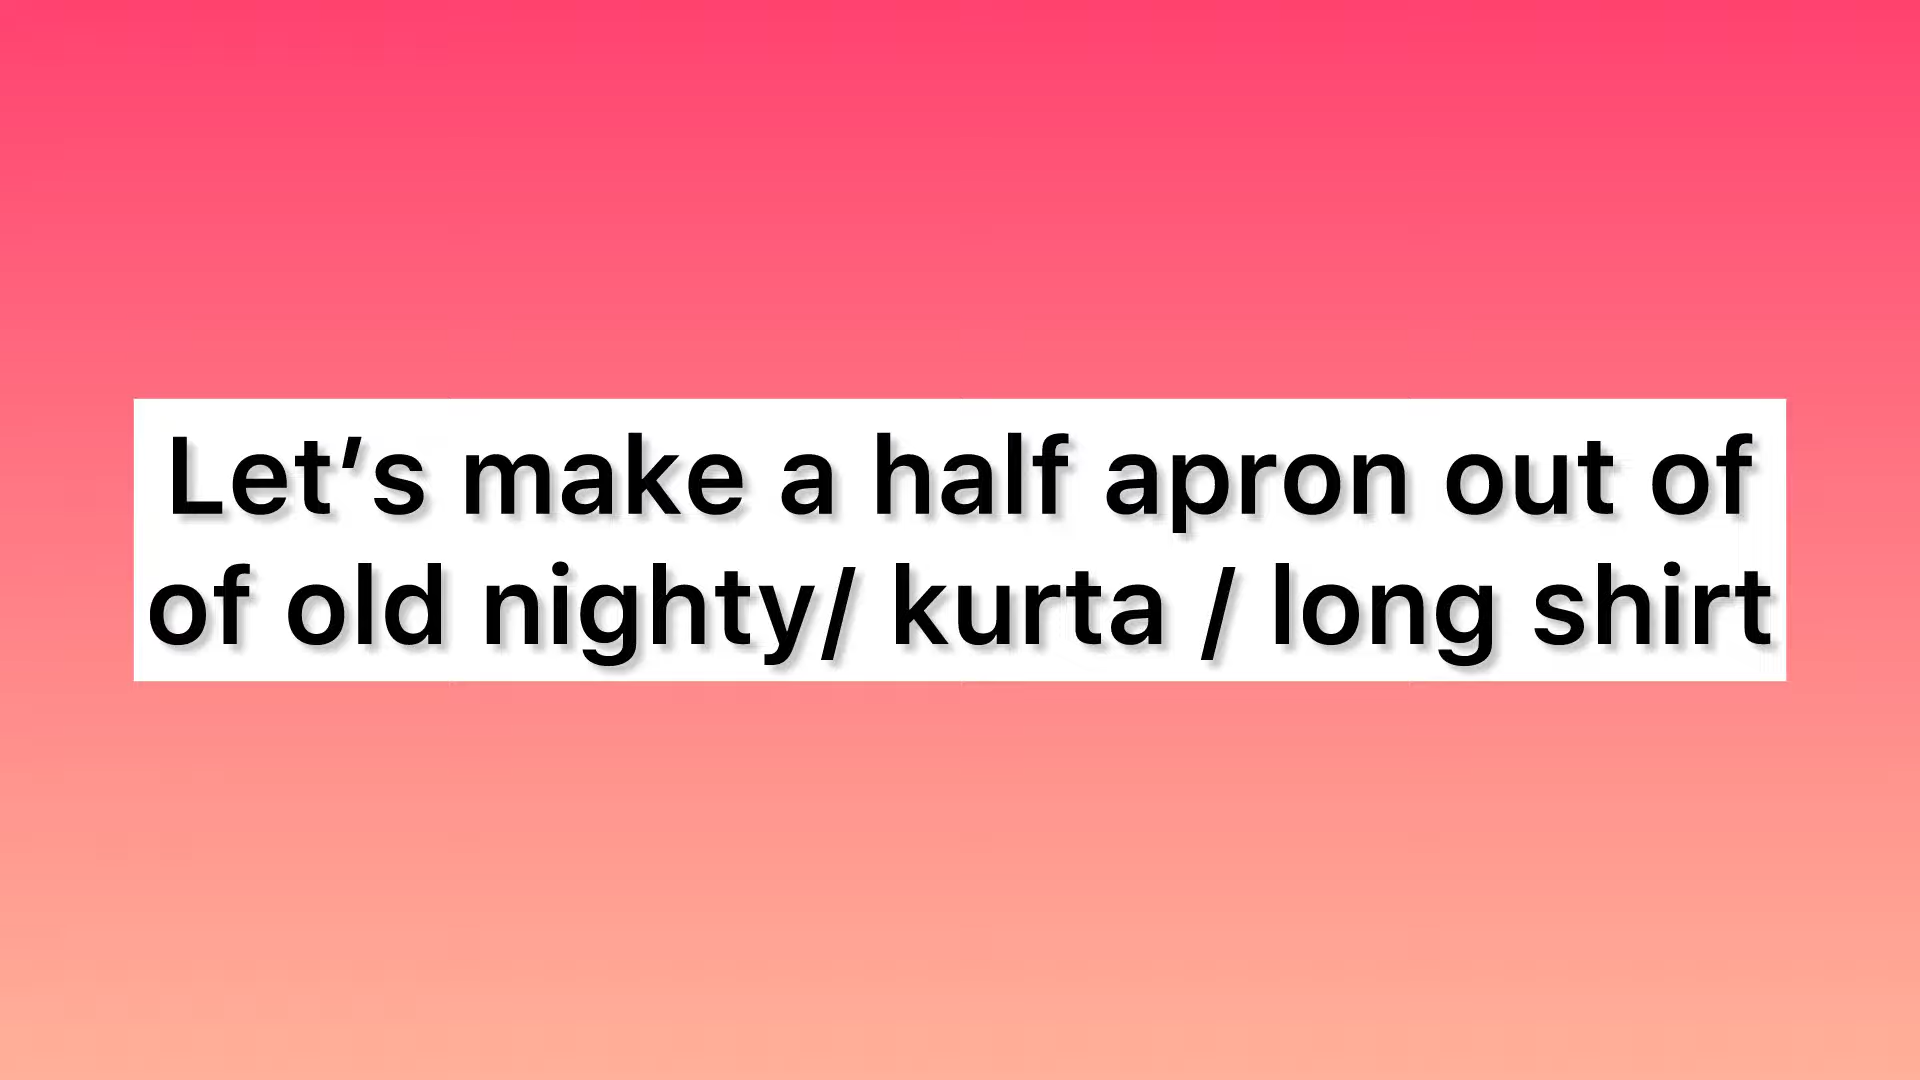 Let’s make a half apron out of
of old nighty/ kurta / long shirt